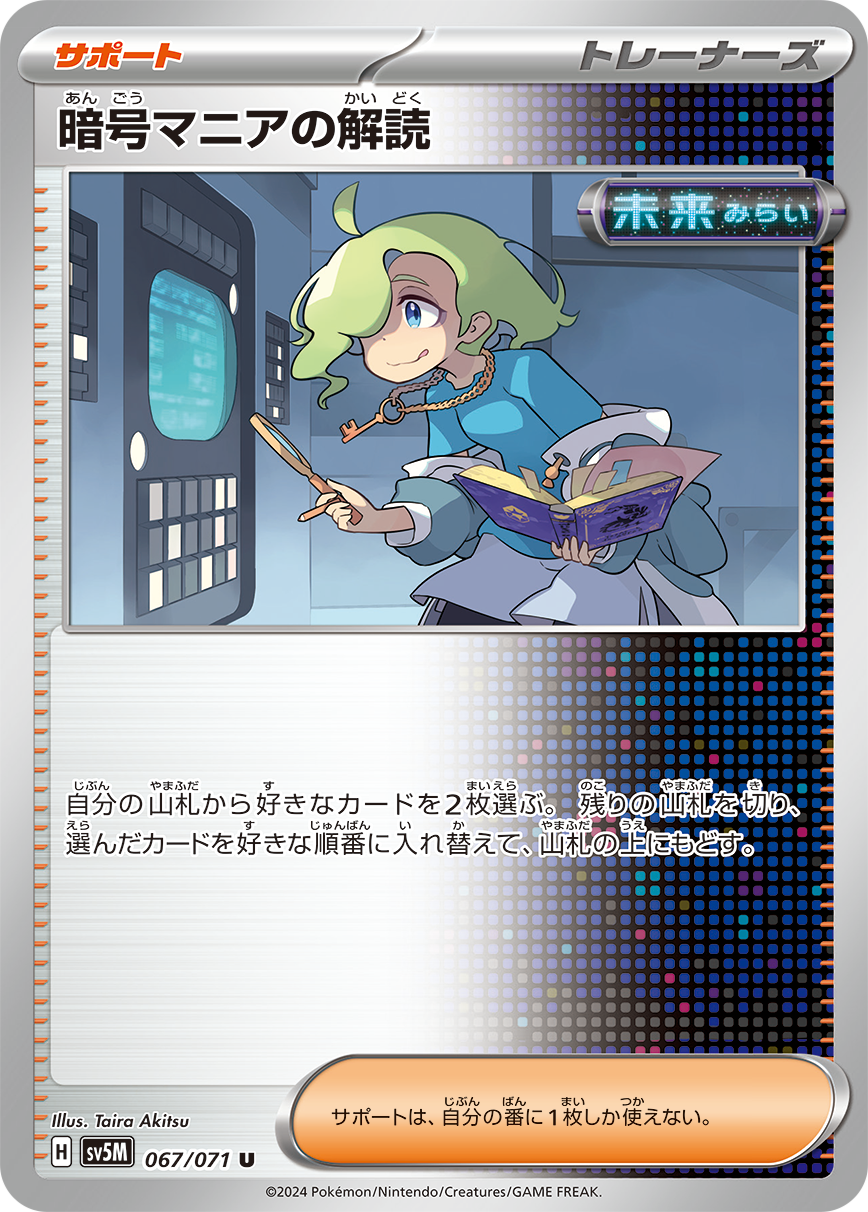 サポート
トレーナーズ
あんごう かいどく
暗号マニアの解読
未来 みらい
じぶん やまふだ す まいえら のこ やまふだ き
自分の山札から好きなカードを2枚選ぶ。残りの山札を切り、
えら す じゅんばん い か やまふだ うえ
選んだカードを好きな順番に入れ替えて、山札の上にもどす。
じぶん ばん まい つか
サポートは、自分の番に1枚しか使えない。
Illus. Taira Akitsu
H SV5M 067/071 U
©2024 Pokémon/Nintendo/Creatures/GAME FREAK.